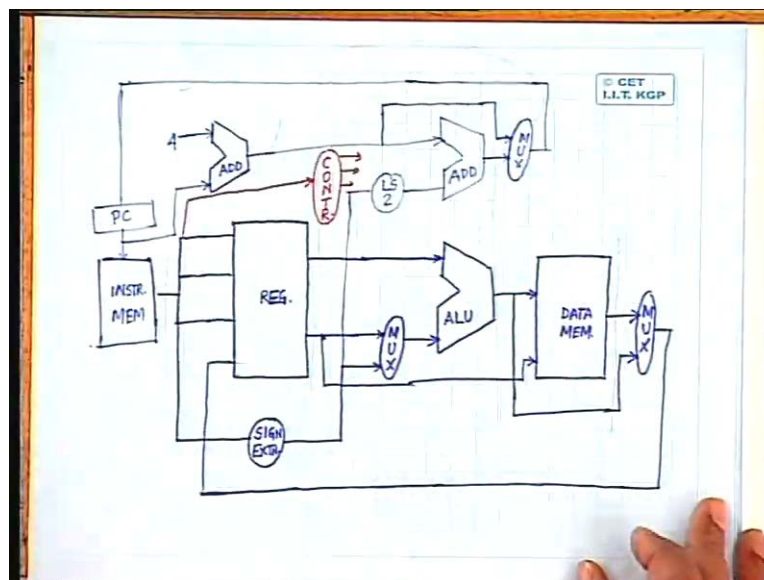 © CET
I.I.T. KGP
4
ADD
CONTR.
LS
2
ADD
MUX
PC
INSTR.
MEM
REG.
MUX
ALU
DATA
MEM.
MUX
SIGN
EXTN.